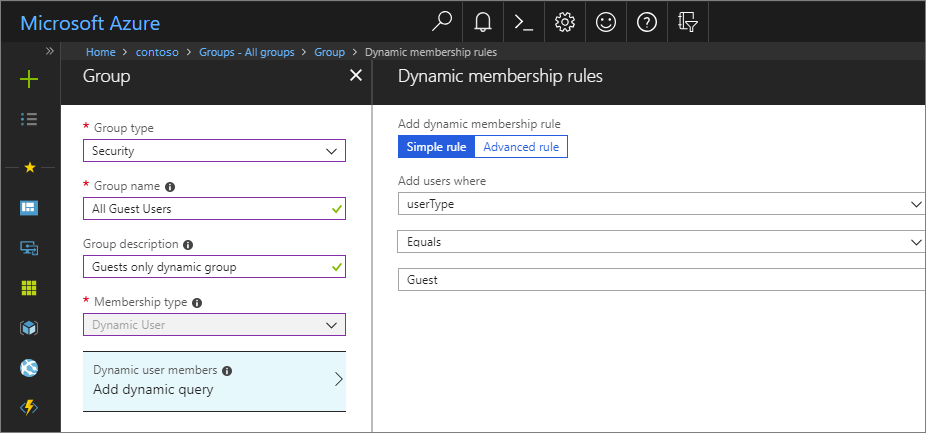 Microsoft Azure
Home > contoso > Groups - All groups > Group > Dynamic membership rules
Group
* Group type
Security
* Group name
All Guest Users
Group description
Guests only dynamic group
* Membership type
Dynamic User
Dynamic user members
Add dynamic query
Dynamic membership rules
Add dynamic membership rule
Simple rule Advanced rule
Add users where
userType
Equals
Guest